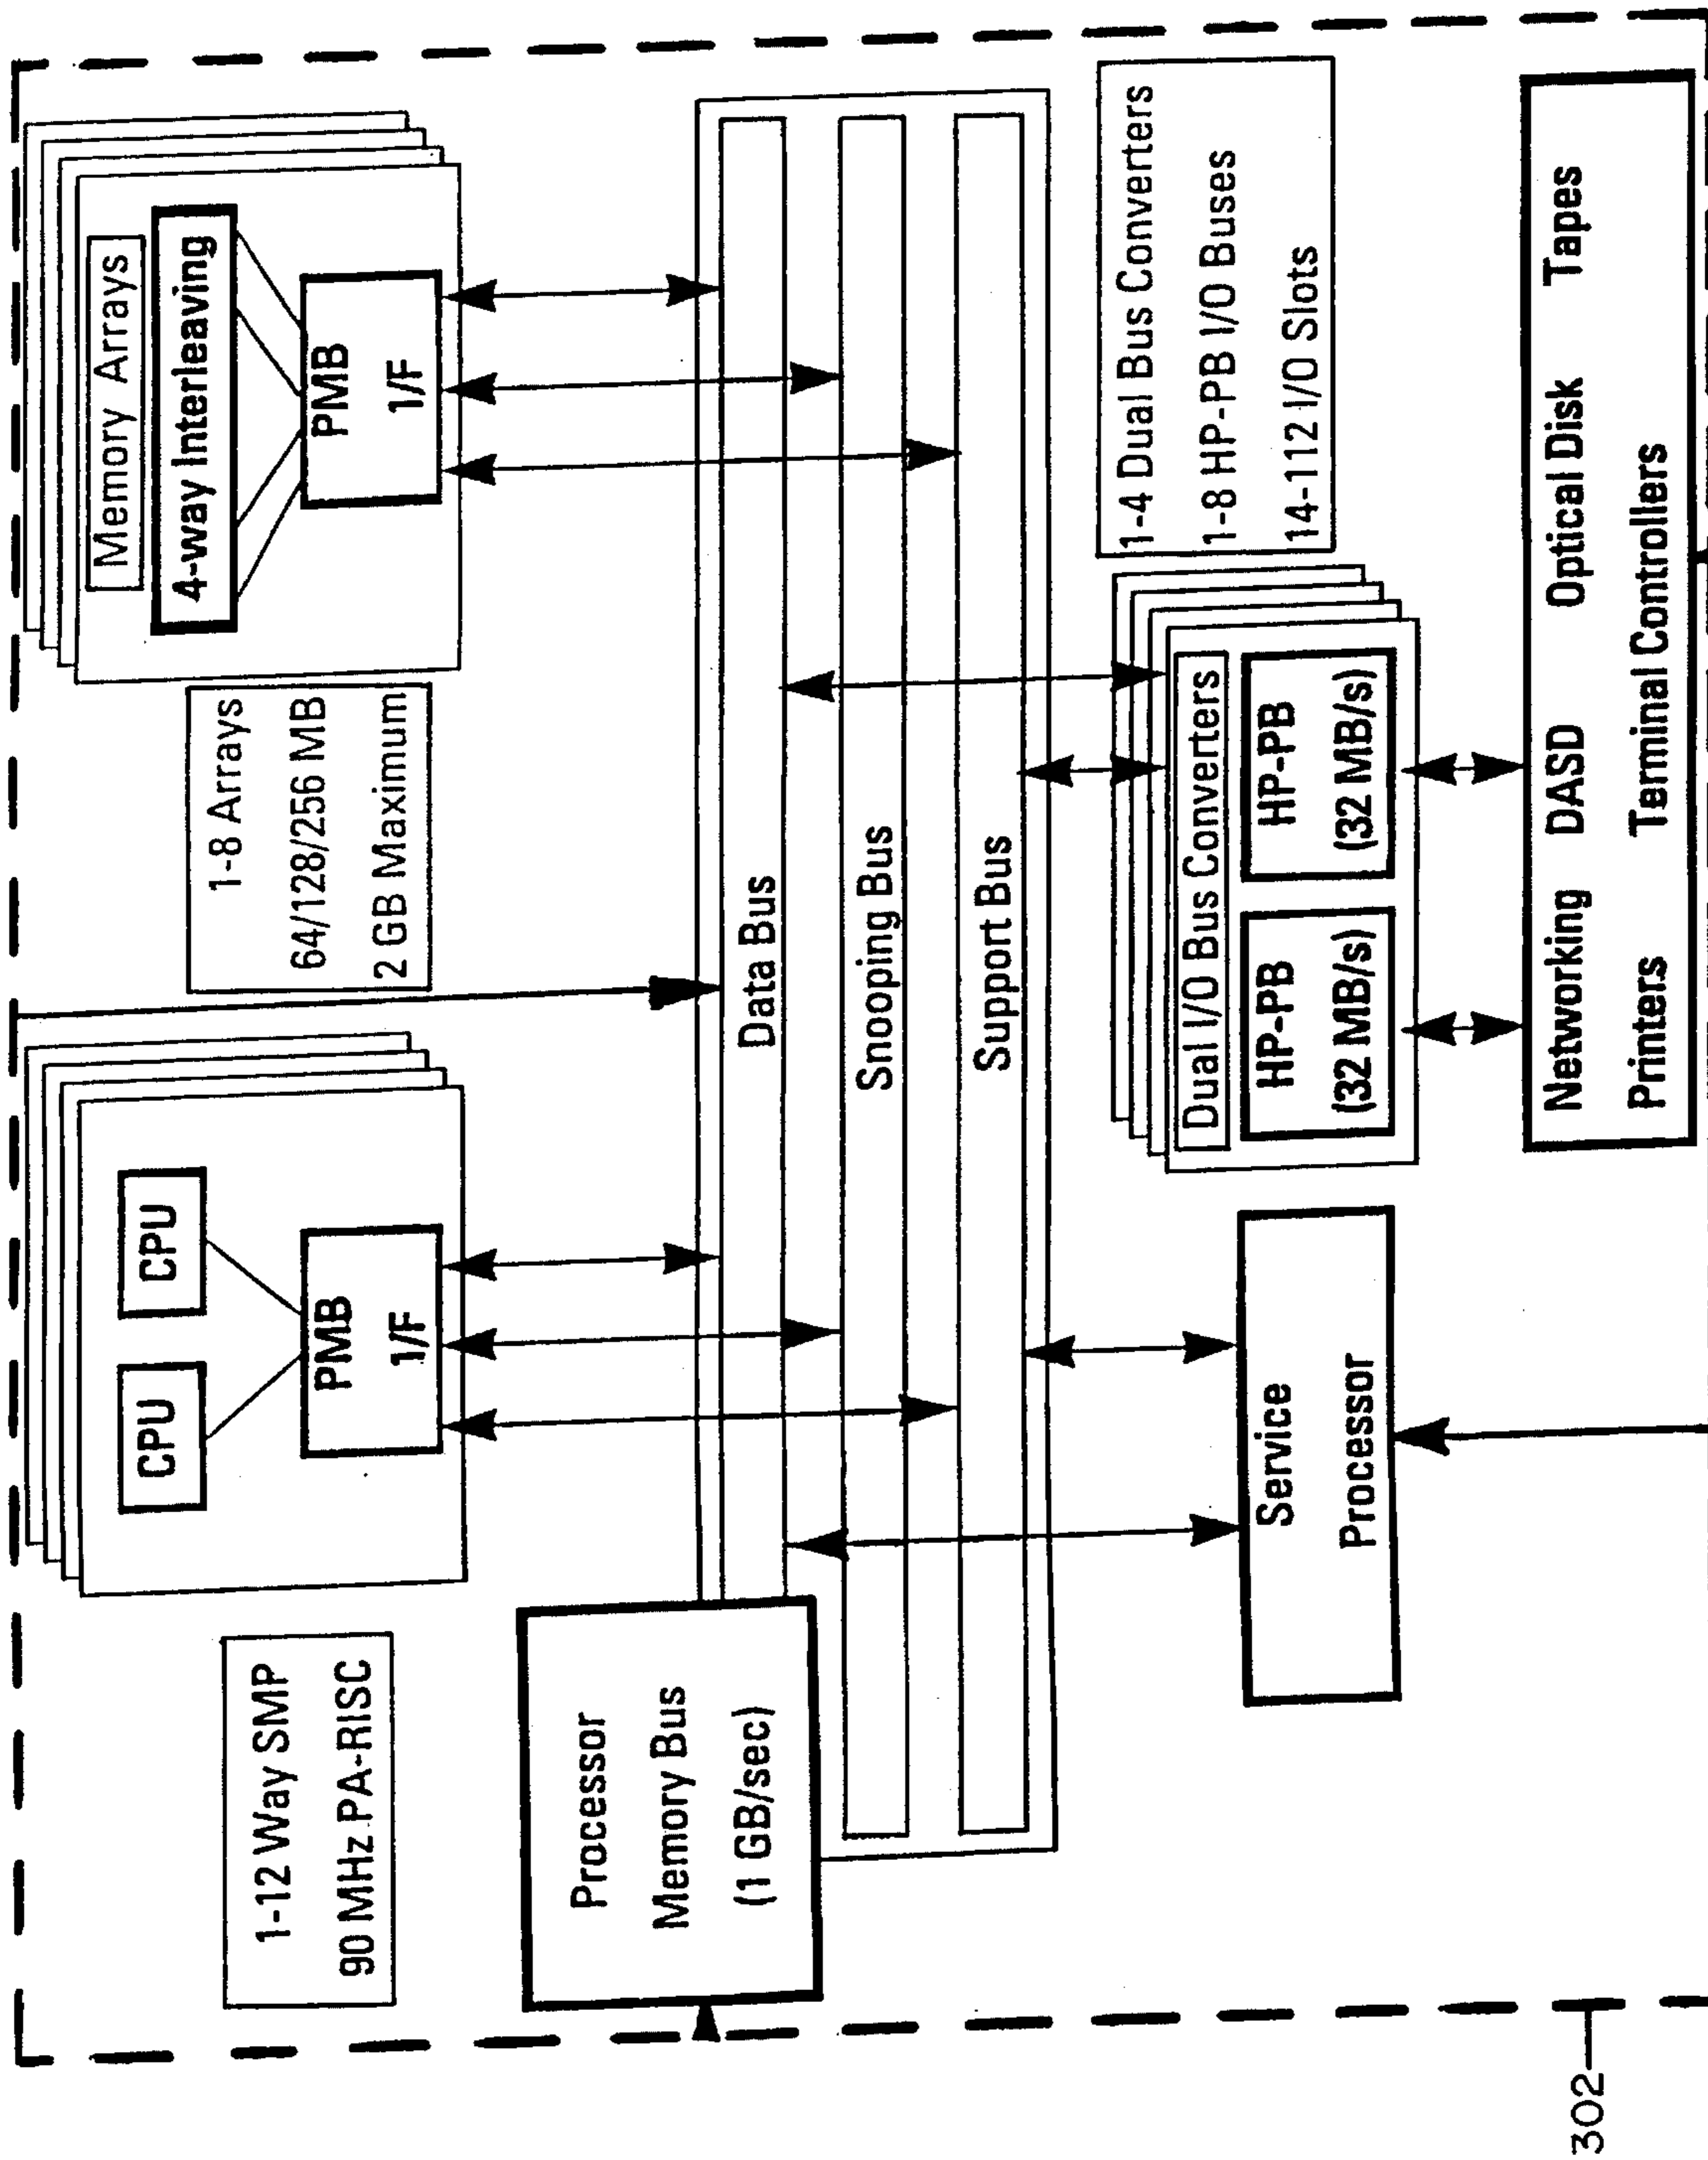 1-12 Way SMP
90 MHz PA-RISC
CPU
CPU
PMB
1/F
1-8 Arrays
64/128/256 MB
2 GB Maximum
Memory Arrays
4-way Interleaving
PMB
1/F
Processor
Memory Bus
(1 GB/sec)
Data Bus
Snooping Bus
Support Bus
Service
Processor
Dual I/O Bus Converters
HP-PB
(32 MB/s)
HP-PB
(32 MB/s)
1-4 Dual Bus Converters
1-8 HP-PB I/O Buses
14-112 I/O Slots
Networking DASD Optical Disk Tapes
Printers Terminal Controllers
302